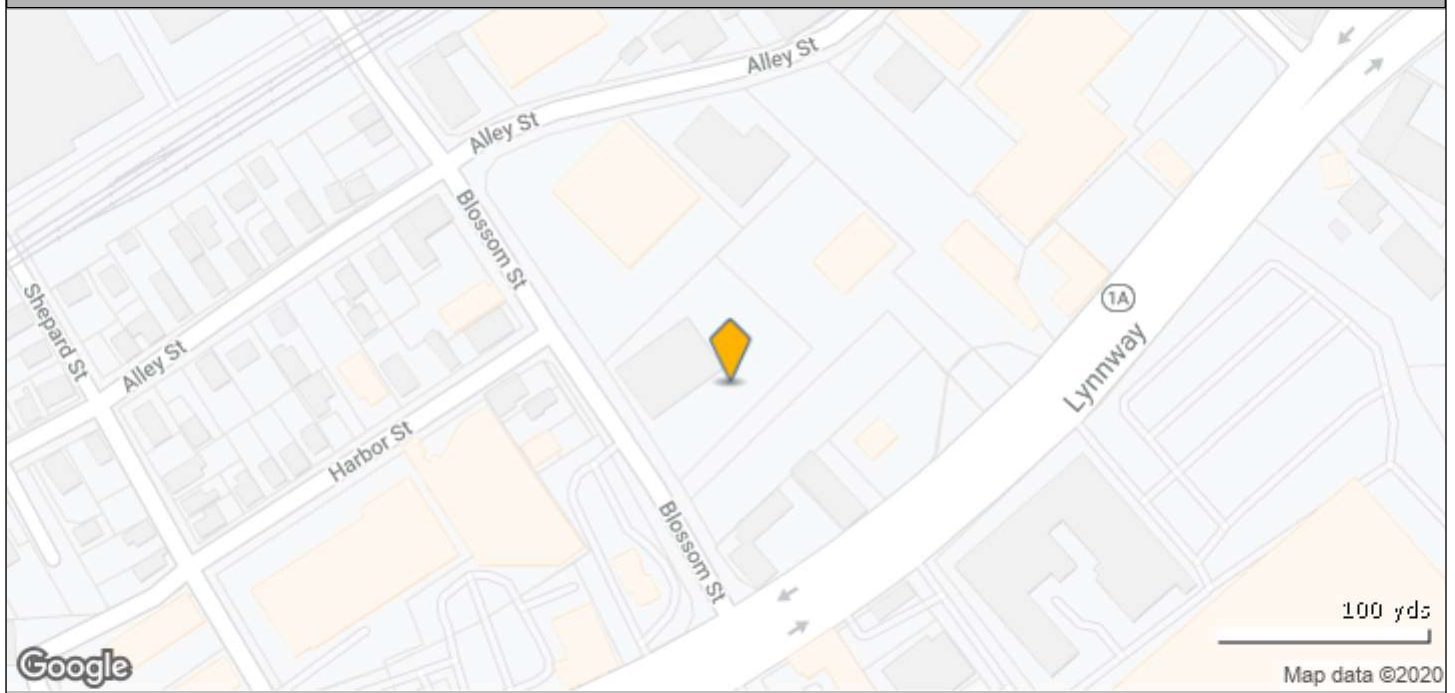 Alley St
Alley St
Blossom St
1A
Shepard St
Lynnway
Alley St
Harbor St
Blossom St
100 yds
Google
Map data ©2020